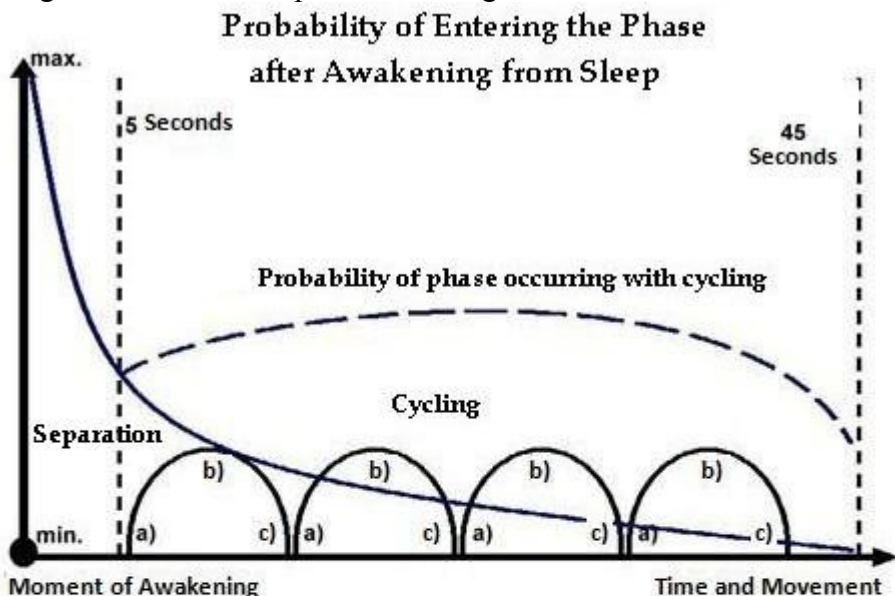 Probability of Entering the Phase
after Awakening from Sleep
max.
5 Seconds
45
Seconds
Probability of phase occurring with cycling
Cycling
Separation
b) b) b) b)
min. a) c) a) c) a) c) a) c)
Moment of Awakening Time and Movement